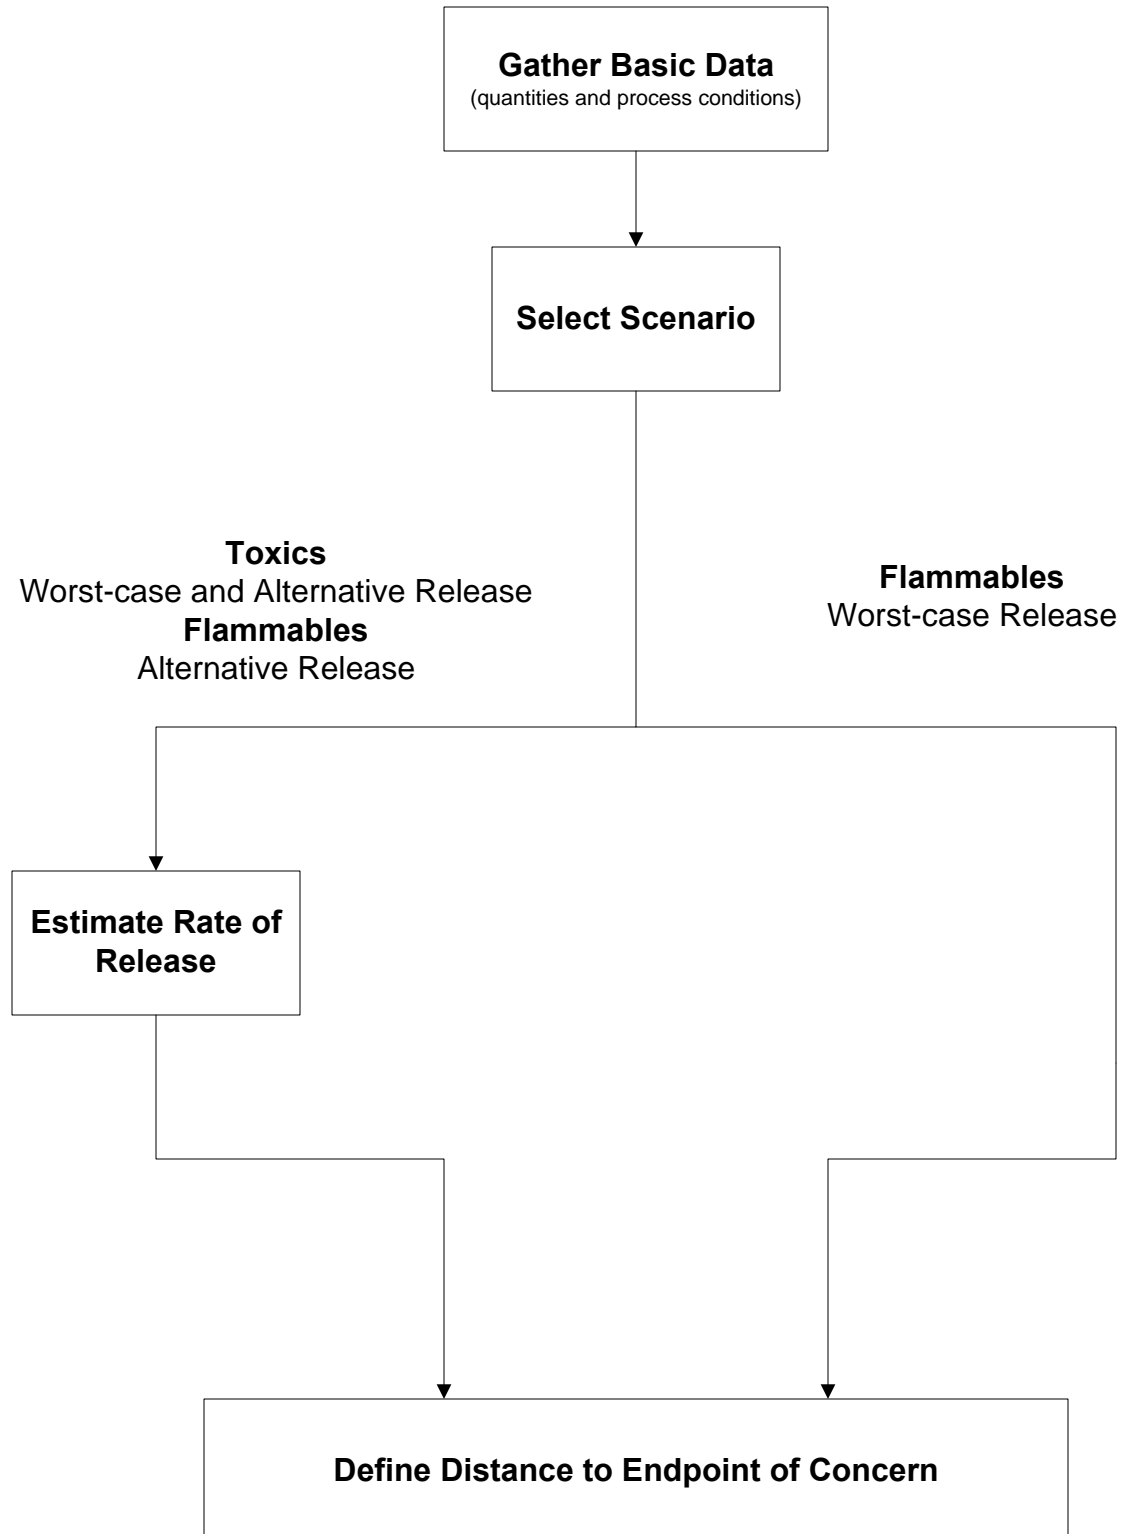 Gather Basic Data
(quantities and process conditions)
Select Scenario
Toxics
Worst-case and Alternative Release
Flammables
Alternative Release
Flammables
Worst-case Release
Estimate Rate of
Release
Define Distance to Endpoint of Concern